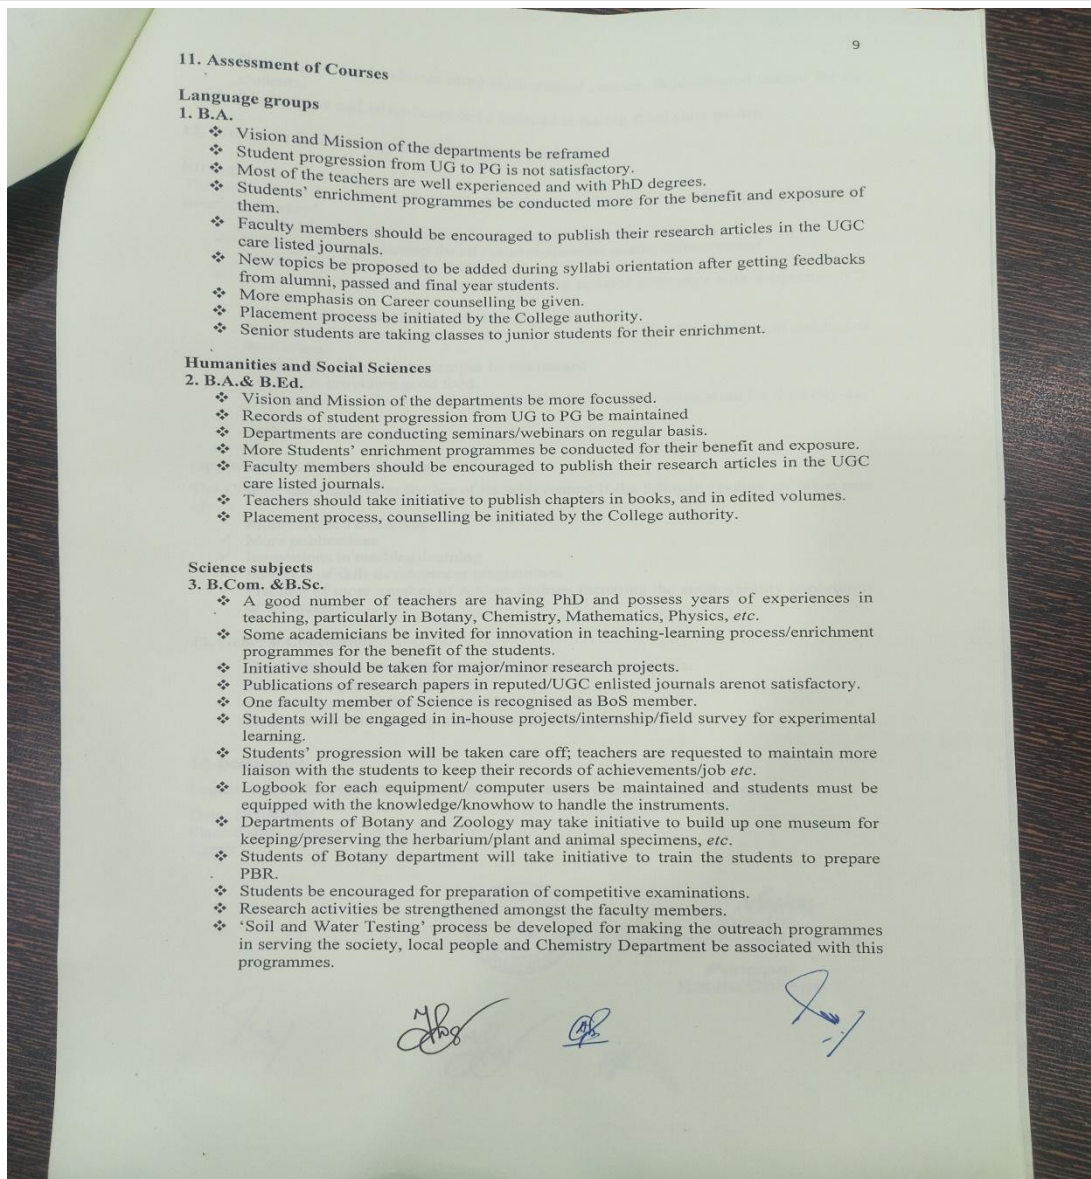 9
11. Assessment of Courses
Language groups
1. B.A.
❖ Vision and Mission of the departments be reframed
❖ Student progression from UG to PG is not satisfactory.
❖ Most of the teachers are well experienced and with PhD degrees.
❖ Students' enrichment programmes be conducted more for the benefit and exposure of
them.
❖ Faculty members should be encouraged to publish their research articles in the UGC
care listed journals.
❖ New topics be proposed to be added during syllabi orientation after getting feedbacks
from alumni, passed and final year students.
❖ More emphasis on Career counselling be given.
❖ Placement process be initiated by the College authority.
❖ Senior students are taking classes to junior students for their enrichment.
Humanities and Social Sciences
2. B.A.& B.Ed.
❖ Vision and Mission of the departments be more focussed.
❖ Records of student progression from UG to PG be maintained
❖ Departments are conducting seminars/webinars on regular basis.
❖ More Students' enrichment programmes be conducted for their benefit and exposure.
❖ Faculty members should be encouraged to publish their research articles in the UGC
care listed journals.
❖ Teachers should take initiative to publish chapters in books, and in edited volumes.
❖ Placement process, counselling be initiated by the College authority.
Science subjects
3. B.Com. &B.Sc.
❖ A good number of teachers are having PhD and possess years of experiences in
teaching, particularly in Botany, Chemistry, Mathematics, Physics, etc.
❖ Some academicians be invited for innovation in teaching-learning process/enrichment
programmes for the benefit of the students.
❖ Initiative should be taken for major/minor research projects.
❖ Publications of research papers in reputed/UGC enlisted journals arenot satisfactory.
❖ One faculty member of Science is recognised as BoS member.
❖ Students will be engaged in in-house projects/internship/field survey for experimental
learning.
❖ Students' progression will be taken care off; teachers are requested to maintain more
liaison with the students to keep their records of achievements/job etc.
❖ Logbook for each equipment/ computer users be maintained and students must be
equipped with the knowledge/knowhow to handle the instruments.
❖ Departments of Botany and Zoology may take initiative to build up one museum for
keeping/preserving the herbarium/plant and animal specimens, etc.
❖ Students of Botany department will take initiative to train the students to prepare
PBR.
❖ Students be encouraged for preparation of competitive examinations.
❖ Research activities be strengthened amongst the faculty members.
❖ 'Soil and Water Testing' process be developed for making the outreach programmes
in serving the society, local people and Chemistry Department be associated with this
programmes.